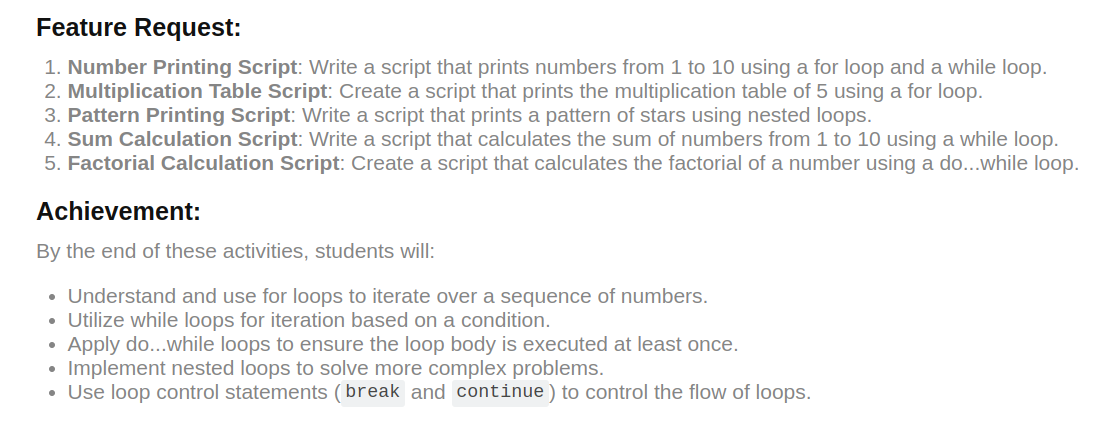 Feature Request:
1. Number Printing Script: Write a script that prints numbers from 1 to 10 using a for loop and a while loop.
2. Multiplication Table Script: Create a script that prints the multiplication table of 5 using a for loop.
3. Pattern Printing Script: Write a script that prints a pattern of stars using nested loops.
4. Sum Calculation Script: Write a script that calculates the sum of numbers from 1 to 10 using a while loop.
5. Factorial Calculation Script: Create a script that calculates the factorial of a number using a do...while loop.
Achievement:
By the end of these activities, students will:
• Understand and use for loops to iterate over a sequence of numbers.
• Utilize while loops for iteration based on a condition.
• Apply do...while loops to ensure the loop body is executed at least once.
• Implement nested loops to solve more complex problems.
• Use loop control statements (break and continue) to control the flow of loops.